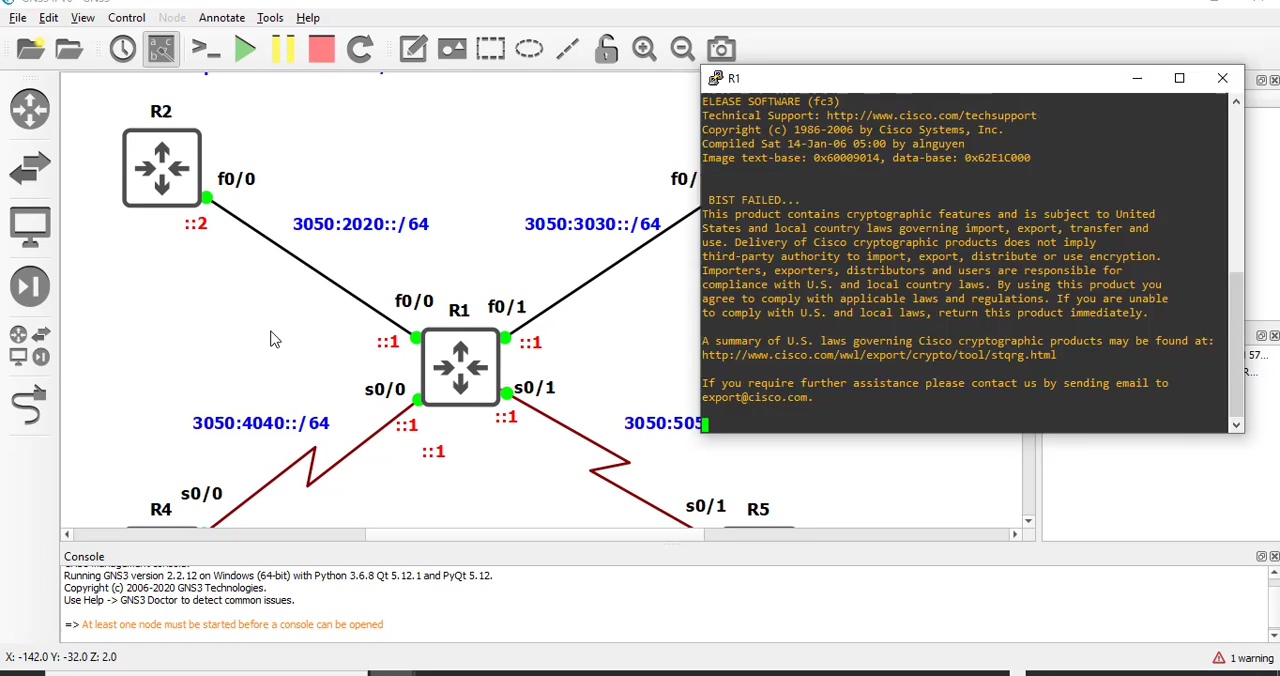 File Edit View Control Node Annotate Tools Help
R2
f0/0
::2
3050:2020::/64
3050:3030::/64
f0/
f0/0
R1
f0/1
::1
::1
s0/0
s0/1
3050:4040::/64
::1
::1
::1
3050:505
s0/0
R4
s0/1
R5
R1
ELEASE SOFTWARE (fc3)
Technical Support: http://www.cisco.com/techsupport
Copyright (c) 1986-2006 by Cisco Systems, Inc.
Compiled Sat 14-Jan-06 05:00 by alnguyen
Image text-base: 0x60009014, data-base: 0x62E1C000
BIST FAILED...
This product contains cryptographic features and is subject to United
States and local country laws governing import, export, transfer and
use. Delivery of Cisco cryptographic products does not imply
third-party authority to import, export, distribute or use encryption.
Importers, exporters, distributors and users are responsible for
compliance with U.S. and local country laws. By using this product you
agree to comply with applicable laws and regulations. If you are unable
to comply with U.S. and local laws, return this product immediately.
A summary of U.S. laws governing Cisco cryptographic products may be found at:
http://www.cisco.com/wwl/export/crypto/tool/stqrg.html
If you require further assistance please contact us by sending email to
export@cisco.com.
57...
R...
Console
Running GNS3 version 2.2.12 on Windows (64-bit) with Python 3.6.8 Qt 5.12.1 and PyQt 5.12.
Copyright (c) 2006-2020 GNS3 Technologies.
Use Help -> GNS3 Doctor to detect common issues.
=> At least one node must be started before a console can be opened
X: -142.0 Y: -32.0 Z: 2.0
1 warning